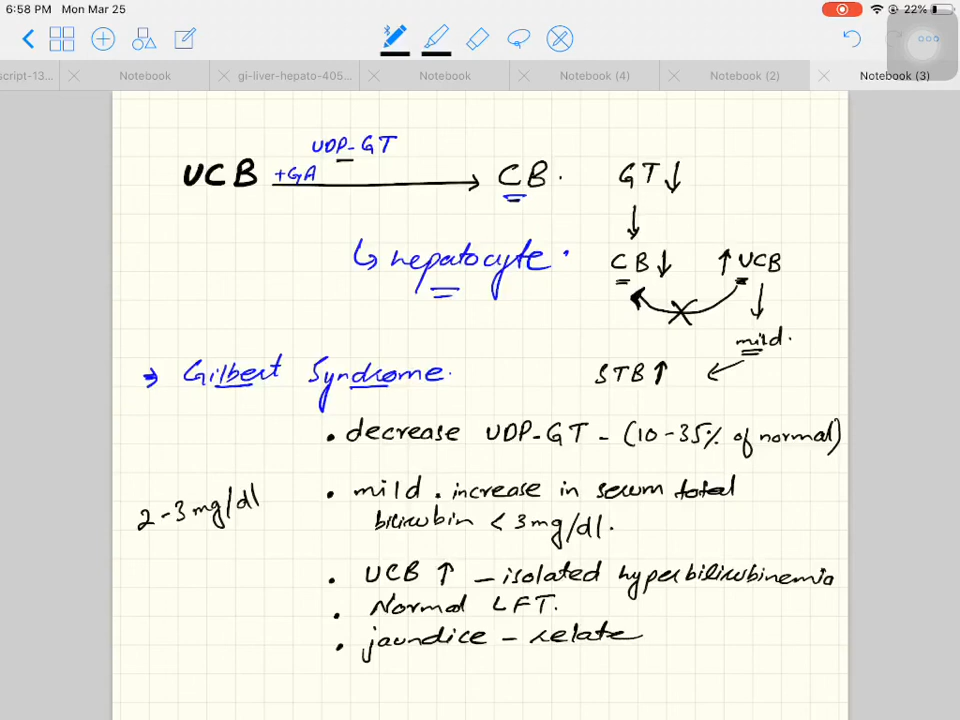 6:58 PM Mon Mar 25
22%
script-13...
Notebook
gi-liver-hepato-405...
Notebook
Notebook (4)
Notebook (2)
Notebook (3)
UDP-GT
UCB +GA CB. GT↓
↳ hepatocyte. CB↓ ↑UCB
mild.
⇒ Gilbert Syndrome. STB↑
• decrease UDP-GT - (10-35% of normal)
• mild. increase in serum total
2-3mg/dl
bilirubin < 3mg/dl.
• UCB ↑ - isolated hyperbilirubinemia
• Normal LFT.
• jaundice - relate